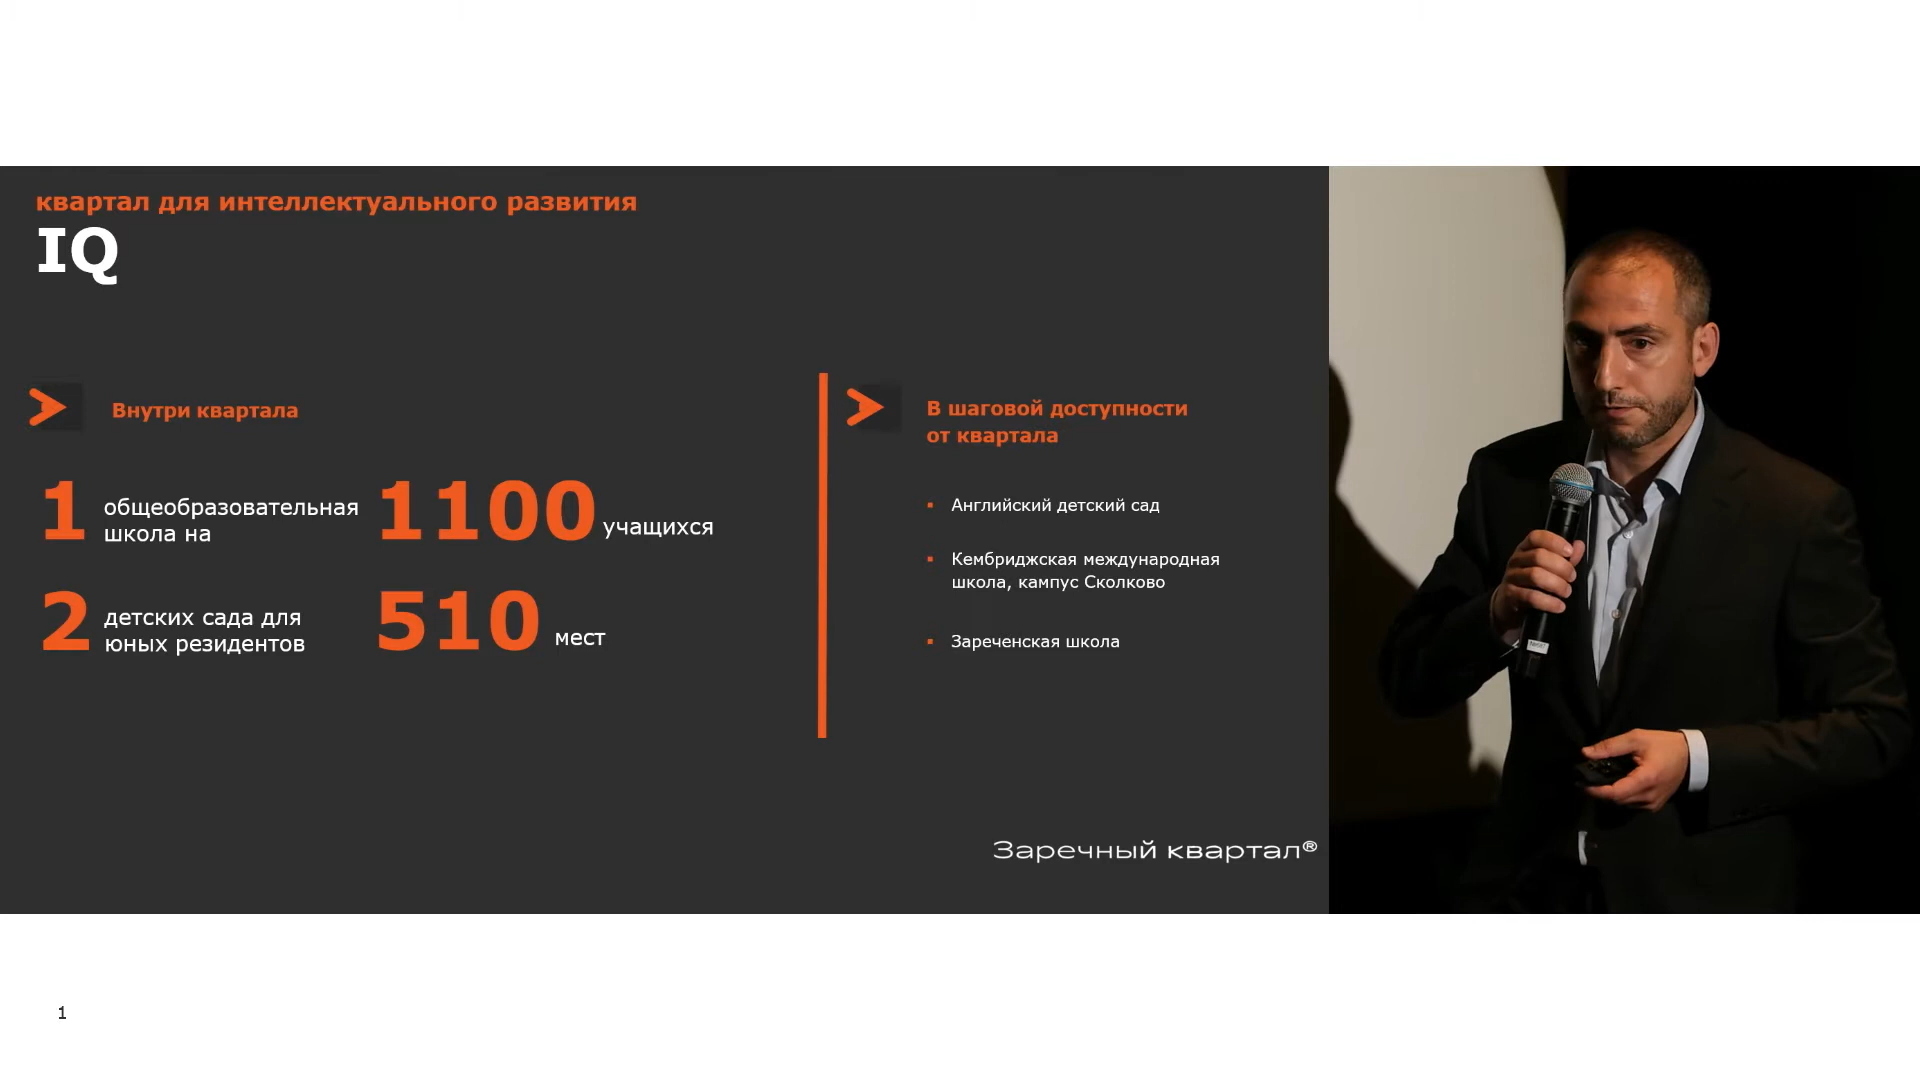 квартал для интеллектуального развития
IQ
Внутри квартала
1 общеобразовательная школа на 1100 учащихся
2 детских сада для юных резидентов 510 мест
В шаговой доступности
от квартала
▪ Английский детский сад
▪ Кембриджская международная
школа, кампус Сколково
▪ Зареченская школа
Заречный квартал®
1